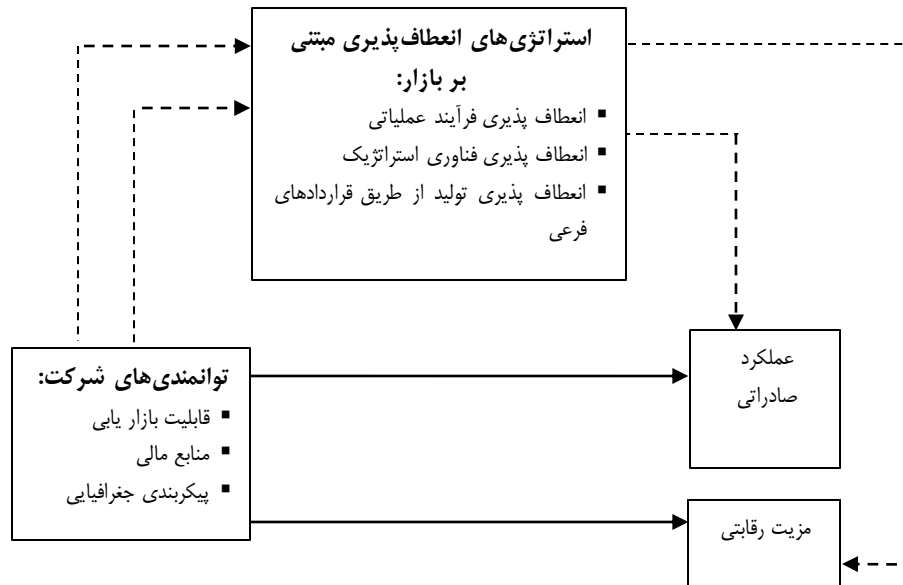 استراتژی‌های انعطاف‌پذیری مبتنی
بر بازار:
▪ انعطاف پذیری فرآیند عملیاتی
▪ انعطاف پذیری فناوری استراتژیک
▪ انعطاف پذیری تولید از طریق قراردادهای
فرعی
توانمندی‌های شرکت:
▪ قابلیت بازار یابی
▪ منابع مالی
▪ پیکربندی جغرافیایی
عملکرد
صادراتی
مزیت رقابتی